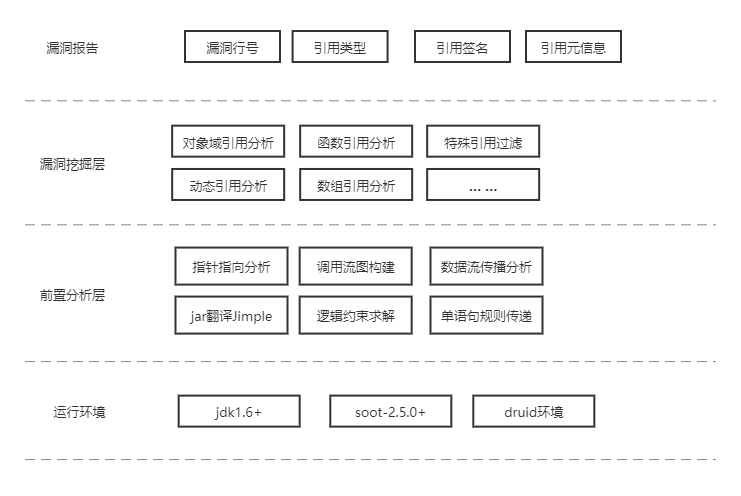 漏洞报告
漏洞行号
引用类型
引用签名
引用元信息
漏洞挖掘层
对象域引用分析
函数引用分析
特殊引用过滤
动态引用分析
数组引用分析
... ...
前置分析层
指针指向分析
调用流图构建
数据流传播分析
jar翻译Jimple
逻辑约束求解
单语句规则传递
运行环境
jdk1.6+
soot-2.5.0+
druid环境